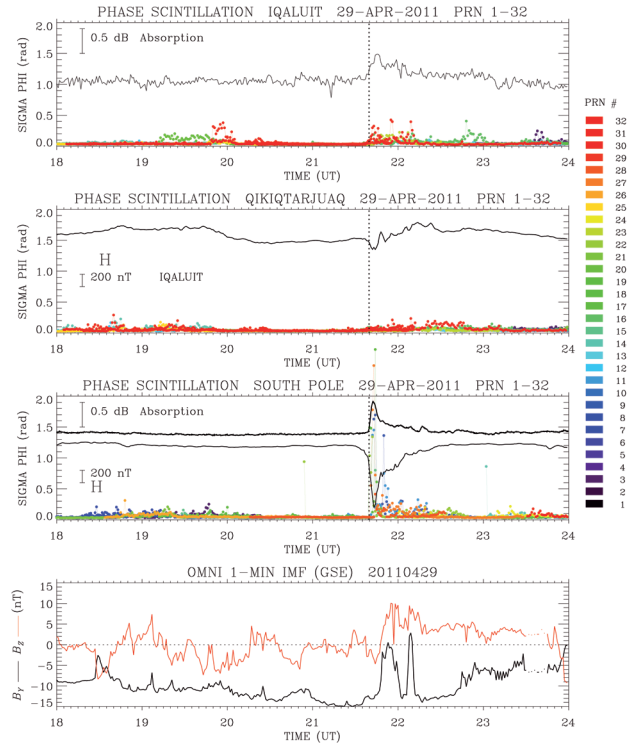 PHASE SCINTILLATION IQALUIT 29-APR-2011 PRN 1-32
SIGMA PHI (rad)
2.0
1.5
1.0
0.5
0.0
0.5 dB Absorption
18 19 20 21 22 23 24
TIME (UT)
PHASE SCINTILLATION QIKIQTARJUAQ 29-APR-2011 PRN 1-32
SIGMA PHI (rad)
2.0
1.5
1.0
0.5
0.0
H
200 nT IQALUIT
18 19 20 21 22 23 24
TIME (UT)
PHASE SCINTILLATION SOUTH POLE 29-APR-2011 PRN 1-32
SIGMA PHI (rad)
2.0
1.5
1.0
0.5
0.0
0.5 dB Absorption
200 nT
H
18 19 20 21 22 23 24
TIME (UT)
OMNI 1-MIN IMF (GSE) 20110429
BY — BZ — (nT)
15
10
5
0
-5
-10
-15
18 19 20 21 22 23 24
TIME (UT)
PRN #
32
31
30
29
28
27
26
25
24
23
22
21
20
19
18
17
16
15
14
13
12
11
10
9
8
7
6
5
4
3
2
1